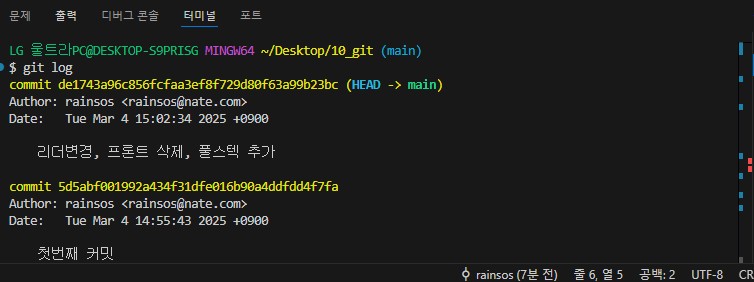 문제 출력 디버그 콘솔 터미널 포트
LG 울트라PC@DESKTOP-S9PRISG MINGW64 ~/Desktop/10_git (main)
$ git log
commit de1743a96c856fcfaa3ef8f729d80f63a99b23bc (HEAD -> main)
Author: rainsos <rainsos@nate.com>
Date:   Tue Mar 4 15:02:34 2025 +0900
리더변경, 프론트 삭제, 풀스텍 추가
commit 5d5abf001992a434f31dfe016b90a4ddfdd4f7fa
Author: rainsos <rainsos@nate.com>
Date:   Tue Mar 4 14:55:43 2025 +0900
첫번째 커밋
rainsos (7분 전) 줄 6, 열 5 공백: 2 UTF-8 CR